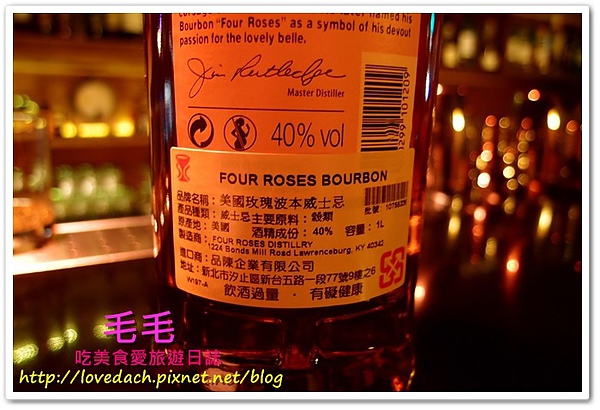 Bourbon "Four Roses" as a symbol of his devout
passion for the lovely belle.
Jim Rutledge
Master Distiller
40% vol
FOUR ROSES BOURBON
品牌名稱：美國玫瑰波本威士忌
產品種類：威士忌主要原料：穀類
原產地：美國 酒精成份：40% 容量：1L
製造商：FOUR ROSES DISTILLRY
1224 Bonds Mill Road Lawrenceburg, KY 40342
進口商：品陳企業有限公司
地址：新北市汐止區新台五路一段77號9樓之6
W197-A
飲酒過量．有礙健康
毛毛
吃美食愛旅遊日誌
http://lovedach.pixnet.net/blog